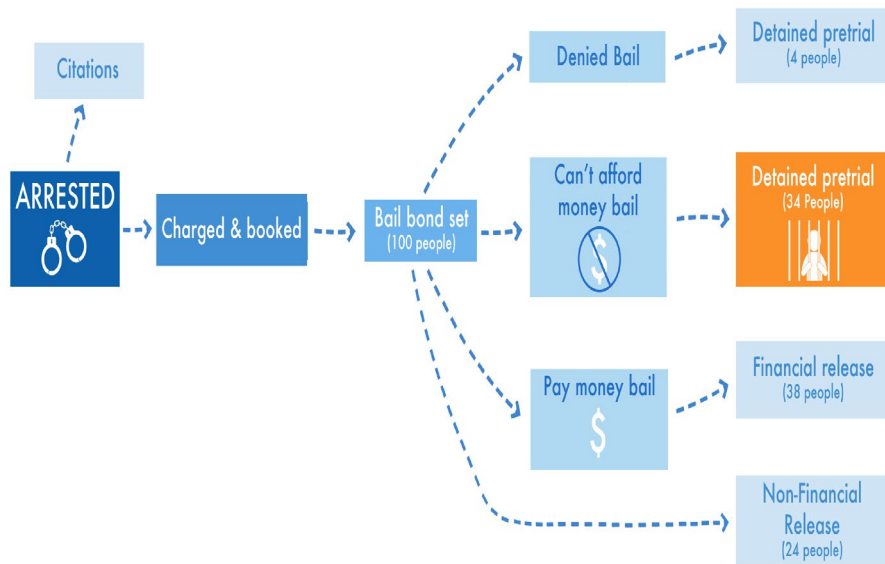 Citations
ARRESTED
Charged & booked
Bail bond set
(100 people)
Denied Bail
Detained pretrial
(4 people)
Can't afford
money bail
$
Detained pretrial
(34 People)
Pay money bail
$
Financial release
(38 people)
Non-Financial
Release
(24 people)